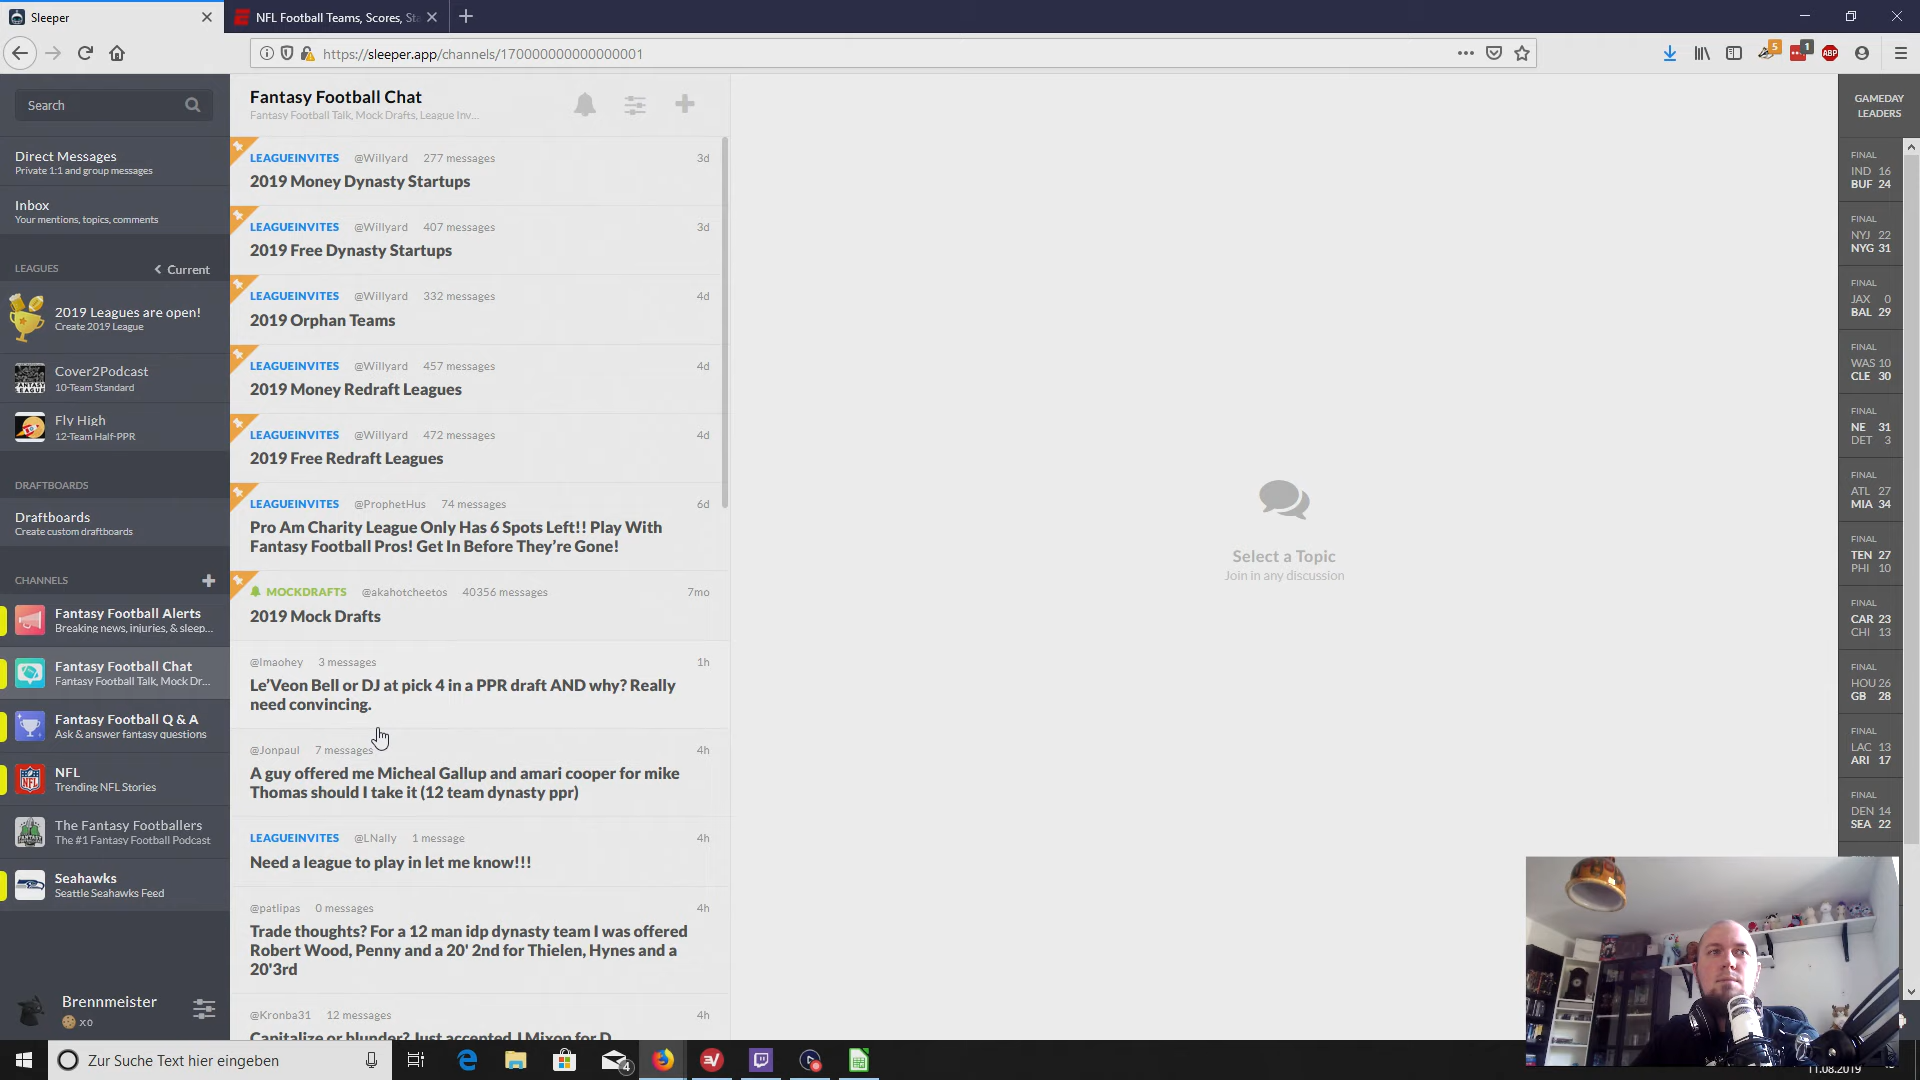 Sleeper
NFL Football Teams, Scores, Sta
https://sleeper.app/channels/170000000000000001
5
1
ABP
Search
Direct Messages
Private 1:1 and group messages
Inbox
Your mentions, topics, comments
LEAGUES
Current
2019 Leagues are open!
Create 2019 League
Cover2Podcast
10-Team Standard
Fly High
12-Team Half-PPR
DRAFTBOARDS
Draftboards
Create custom draftboards
CHANNELS
Fantasy Football Alerts
Breaking news, injuries, & sleep...
Fantasy Football Chat
Fantasy Football Talk, Mock Dr...
Fantasy Football Q & A
Ask & answer fantasy questions
NFL
Trending NFL Stories
The Fantasy Footballers
The #1 Fantasy Football Podcast
Seahawks
Seattle Seahawks Feed
Brennmeister
X0
Fantasy Football Chat
Fantasy Football Talk, Mock Drafts, League Inv...
LEAGUEINVITES @Willyard 277 messages 3d
2019 Money Dynasty Startups
LEAGUEINVITES @Willyard 407 messages 3d
2019 Free Dynasty Startups
LEAGUEINVITES @Willyard 332 messages 4d
2019 Orphan Teams
LEAGUEINVITES @Willyard 457 messages 4d
2019 Money Redraft Leagues
LEAGUEINVITES @Willyard 472 messages 4d
2019 Free Redraft Leagues
LEAGUEINVITES @ProphetHus 74 messages 6d
Pro Am Charity League Only Has 6 Spots Left!! Play With
Fantasy Football Pros! Get In Before They're Gone!
MOCKDRAFTS @akahotcheetos 40356 messages 7mo
2019 Mock Drafts
@lmaohey 3 messages 1h
Le'Veon Bell or DJ at pick 4 in a PPR draft AND why? Really
need convincing.
@Jonpaul 7 messages 4h
A guy offered me Micheal Gallup and amari cooper for mike
Thomas should I take it (12 team dynasty ppr)
LEAGUEINVITES @LNally 1 message 4h
Need a league to play in let me know!!!
@patlipas 0 messages 4h
Trade thoughts? For a 12 man idp dynasty team I was offered
Robert Wood, Penny and a 20' 2nd for Thielen, Hynes and a
20'3rd
@Kronba31 12 messages 4h
Capitalize or blunder? Just accepted J Mixon for D
Select a Topic
Join in any discussion
GAMEDAY
LEADERS
FINAL
IND 16
BUF 24
FINAL
NYJ 22
NYG 31
FINAL
JAX 0
BAL 29
FINAL
WAS 10
CLE 30
FINAL
NE 31
DET 3
FINAL
ATL 27
MIA 34
FINAL
TEN 27
PHI 10
FINAL
CAR 23
CHI 13
FINAL
HOU 26
GB 28
FINAL
LAC 13
ARI 17
FINAL
DEN 14
SEA 22
Zur Suche Text hier eingeben
4
11.08.2019